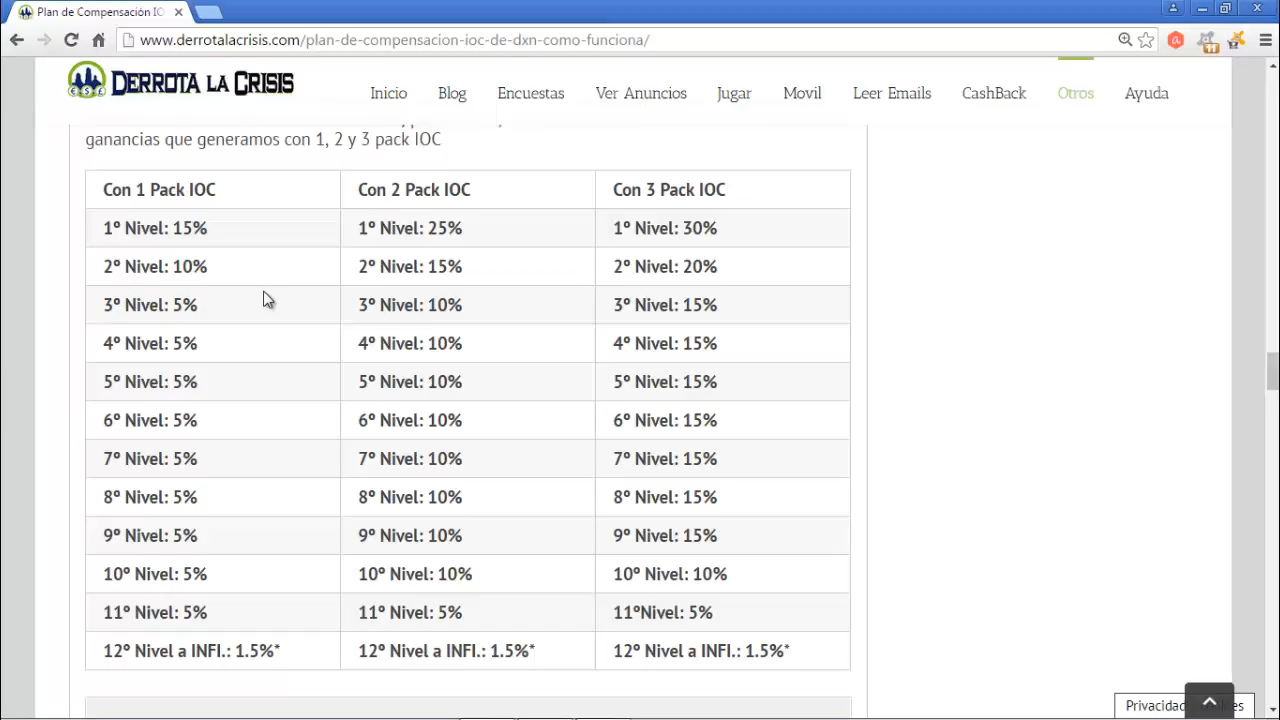 Plan de Compensación IO
www.derrotalacrisis.com/plan-de-compensacion-ioc-de-dxn-como-funciona/
11
DERROTA LA CRISIS
Inicio Blog Encuestas Ver Anuncios Jugar Movil Leer Emails CashBack Otros Ayuda
ganancias que generamos con 1, 2 y 3 pack IOC
Con 1 Pack IOC Con 2 Pack IOC Con 3 Pack IOC
1º Nivel: 15% 1º Nivel: 25% 1º Nivel: 30%
2º Nivel: 10% 2º Nivel: 15% 2º Nivel: 20%
3º Nivel: 5% 3º Nivel: 10% 3º Nivel: 15%
4º Nivel: 5% 4º Nivel: 10% 4º Nivel: 15%
5º Nivel: 5% 5º Nivel: 10% 5º Nivel: 15%
6º Nivel: 5% 6º Nivel: 10% 6º Nivel: 15%
7º Nivel: 5% 7º Nivel: 10% 7º Nivel: 15%
8º Nivel: 5% 8º Nivel: 10% 8º Nivel: 15%
9º Nivel: 5% 9º Nivel: 10% 9º Nivel: 15%
10º Nivel: 5% 10º Nivel: 10% 10º Nivel: 10%
11º Nivel: 5% 11º Nivel: 5% 11ºNivel: 5%
12º Nivel a INFI.: 1.5%* 12º Nivel a INFI.: 1.5%* 12º Nivel a INFI.: 1.5%*
Privacidad